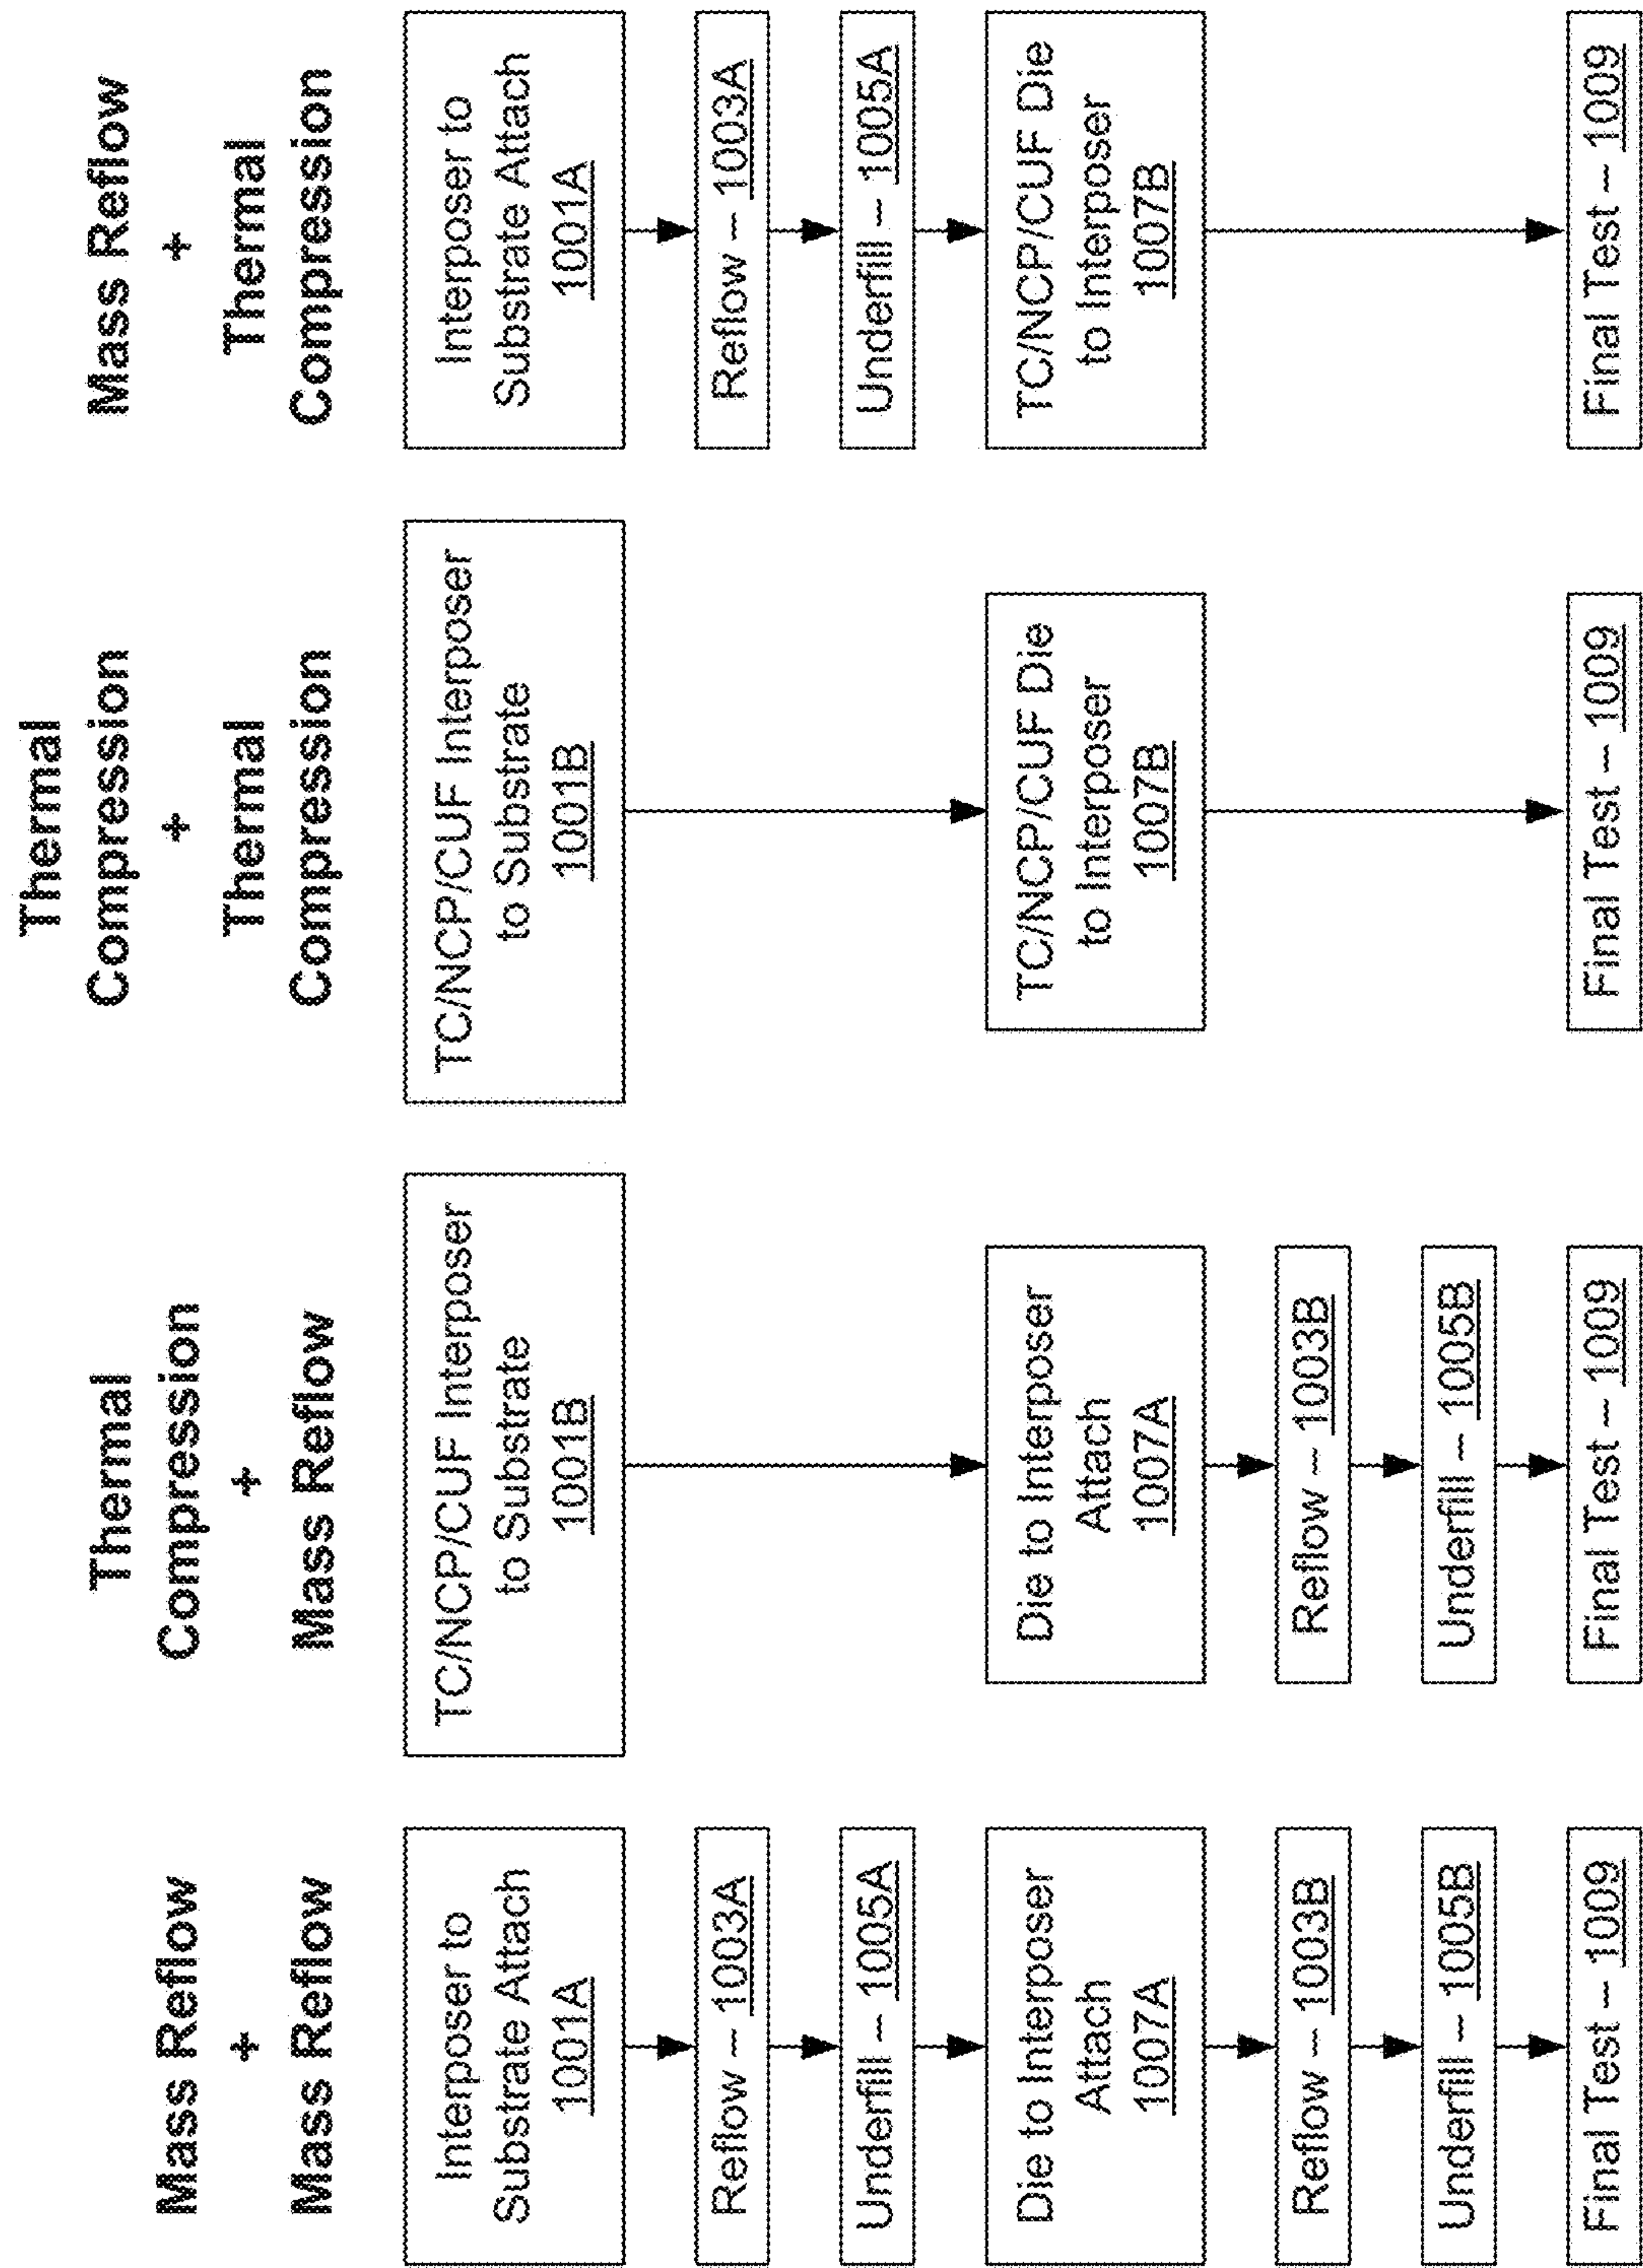 Mass Reflow
+
Mass Reflow
Interposer to
Substrate Attach
1001A
Reflow – 1003A
Underfill – 1005A
Die to Interposer
Attach
1007A
Reflow – 1003B
Underfill – 1005B
Final Test – 1009
Thermal
Compression
+
Mass Reflow
TC/NCP/CUF Interposer
to Substrate
1001B
Die to Interposer
Attach
1007A
Reflow – 1003B
Underfill – 1005B
Final Test – 1009
Thermal
Compression
+
Thermal
Compression
TC/NCP/CUF Interposer
to Substrate
1001B
TC/NCP/CUF Die
to Interposer
1007B
Final Test – 1009
Mass Reflow
+
Thermal
Compression
Interposer to
Substrate Attach
1001A
Reflow – 1003A
Underfill – 1005A
TC/NCP/CUF Die
to Interposer
1007B
Final Test – 1009